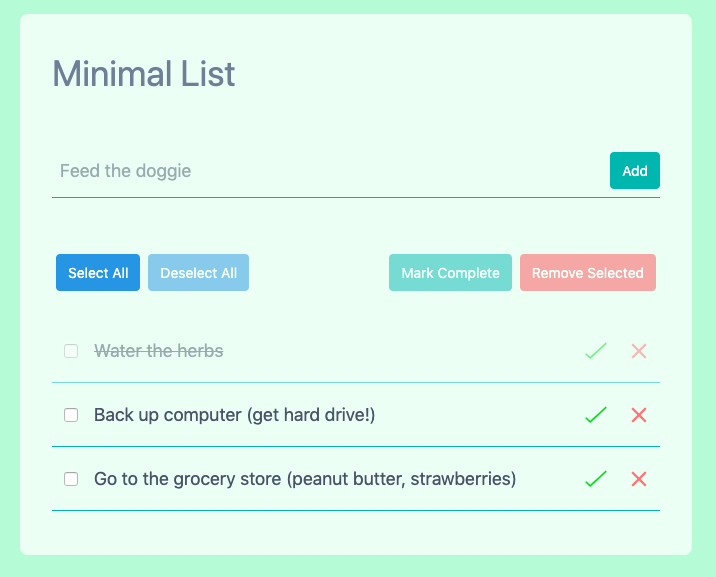 Minimal List
Feed the doggie Add
Select All Deselect All Mark Complete Remove Selected
Water the herbs
Back up computer (get hard drive!)
Go to the grocery store (peanut butter, strawberries)